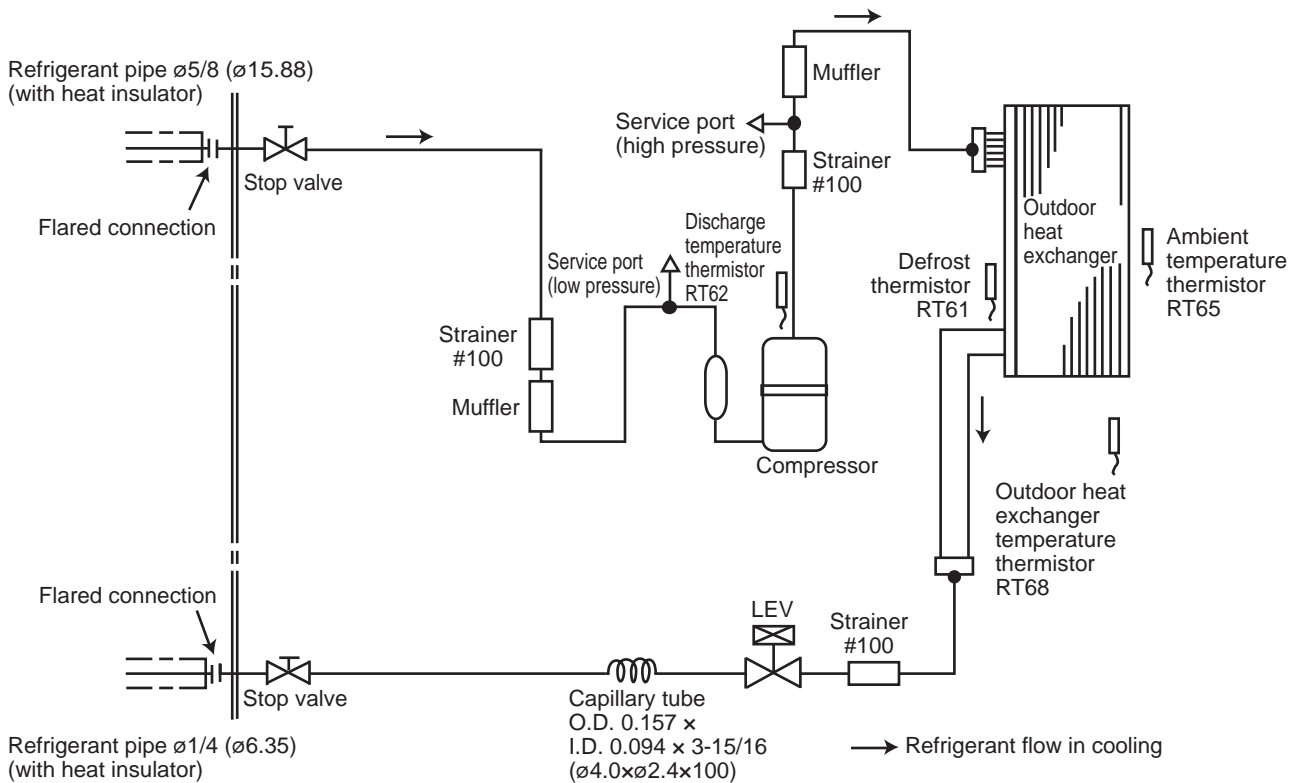 Refrigerant pipe ø5/8 (ø15.88)
(with heat insulator)
Stop valve
Flared connection
Muffler
Service port
(high pressure)
Strainer
#100
Discharge
temperature
thermistor
RT62
Service port
(low pressure)
Strainer
#100
Muffler
Compressor
Outdoor
heat
exchanger
Defrost
thermistor
RT61
Ambient
temperature
thermistor
RT65
Outdoor heat
exchanger
temperature
thermistor
RT68
Flared connection
Stop valve
Refrigerant pipe ø1/4 (ø6.35)
(with heat insulator)
LEV
Strainer
#100
Capillary tube
O.D. 0.157 ×
I.D. 0.094 × 3-15/16
(ø4.0×ø2.4×100)
Refrigerant flow in cooling